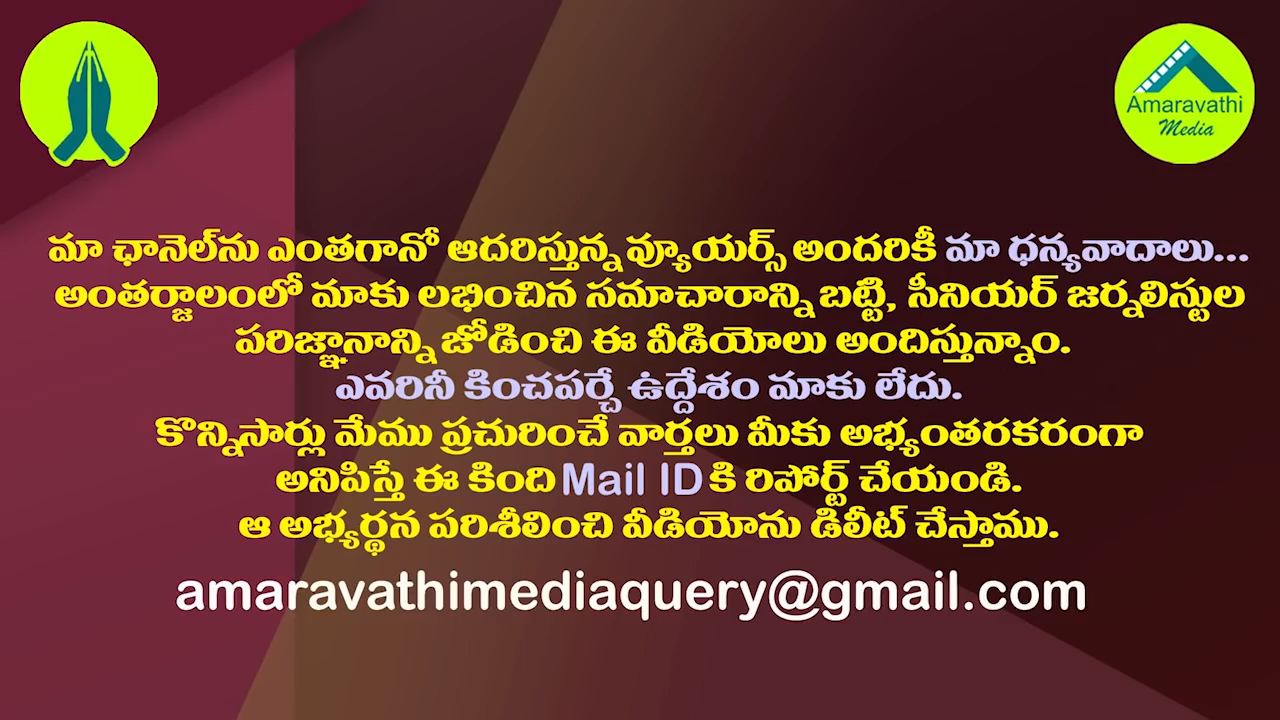 Amaravathi
Media
మా ఛానెల్‌ను ఎంతగానో ఆదరిస్తున్న వ్యూయర్స్ అందరికీ మా ధన్యవాదాలు...
అంతర్జాలంలో మాకు లభించిన సమాచారాన్ని బట్టి, సీనియర్ జర్నలిస్టుల
పరిజ్ఞానాన్ని జోడించి ఈ వీడియోలు అందిస్తున్నాం.
ఎవరినీ కించపర్చే ఉద్దేశం మాకు లేదు.
కొన్నిసార్లు మేము ప్రచురించే వార్తలు మీకు అభ్యంతరకరంగా
అనిపిస్తే ఈ కింది Mail ID కి రిపోర్ట్ చేయండి.
ఆ అభ్యర్థన పరిశీలించి వీడియోను డిలీట్ చేస్తాము.
amaravathimediaquery@gmail.com